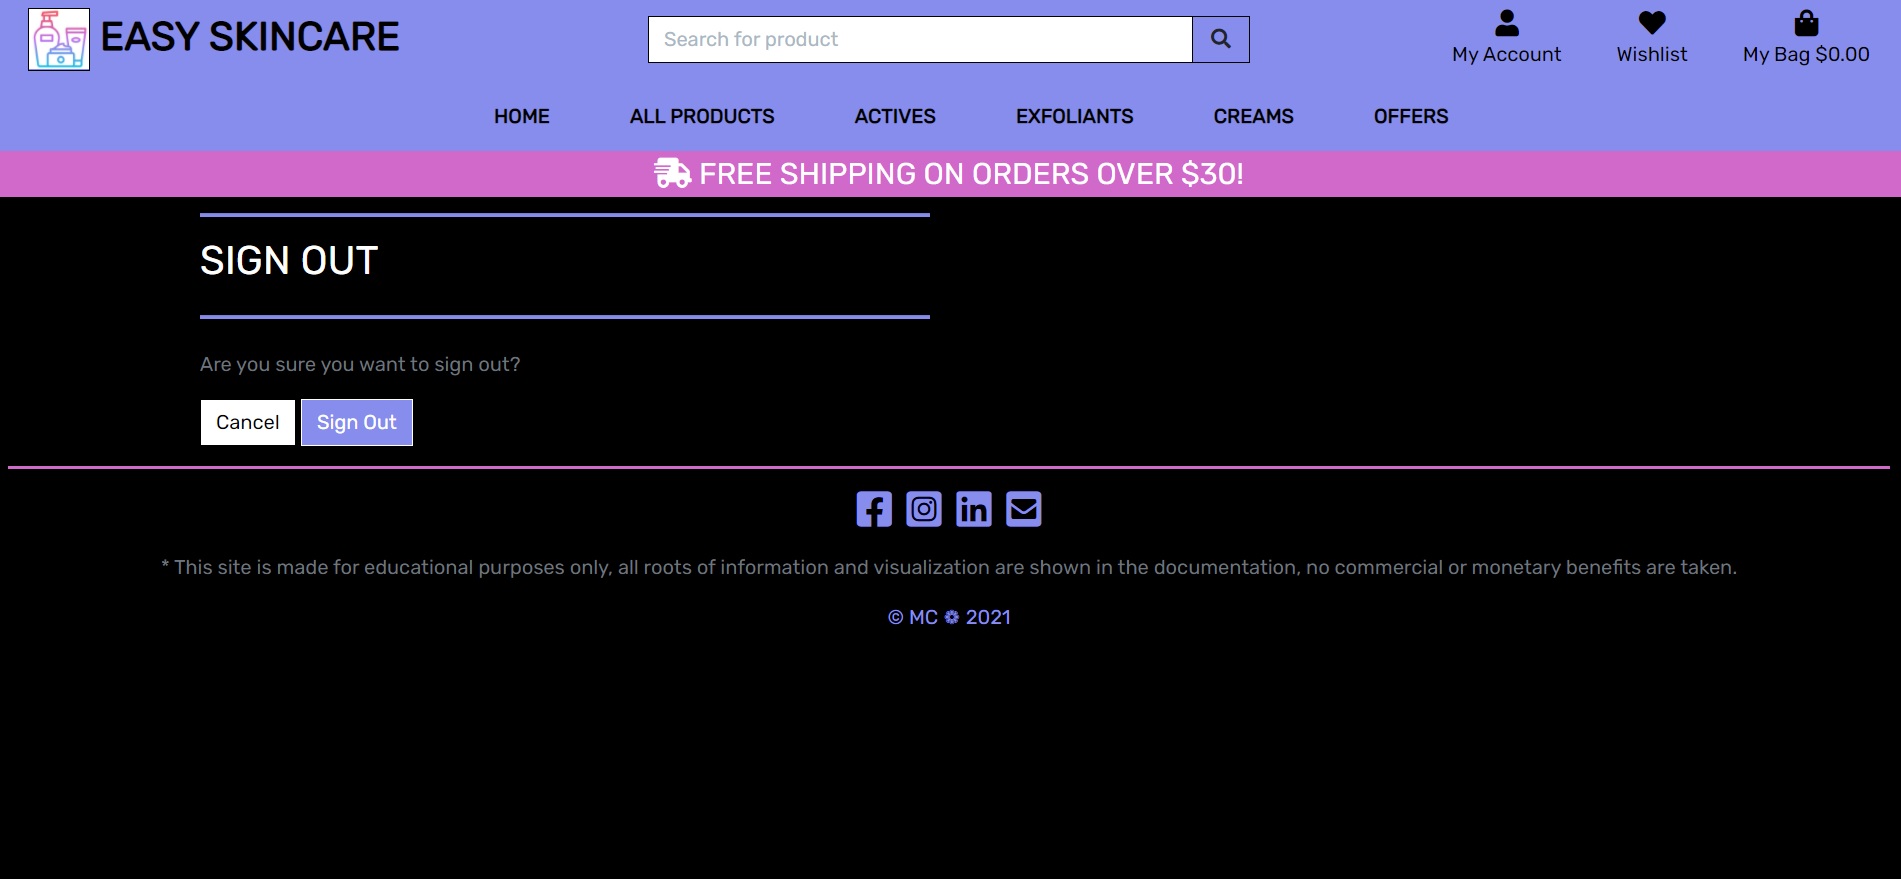 EASY SKINCARE
Search for product
My Account
Wishlist
My Bag $0.00
HOME
ALL PRODUCTS
ACTIVES
EXFOLIANTS
CREAMS
OFFERS
FREE SHIPPING ON ORDERS OVER $30!
SIGN OUT
Are you sure you want to sign out?
Cancel
Sign Out
* This site is made for educational purposes only, all roots of information and visualization are shown in the documentation, no commercial or monetary benefits are taken.
© MC ❁ 2021